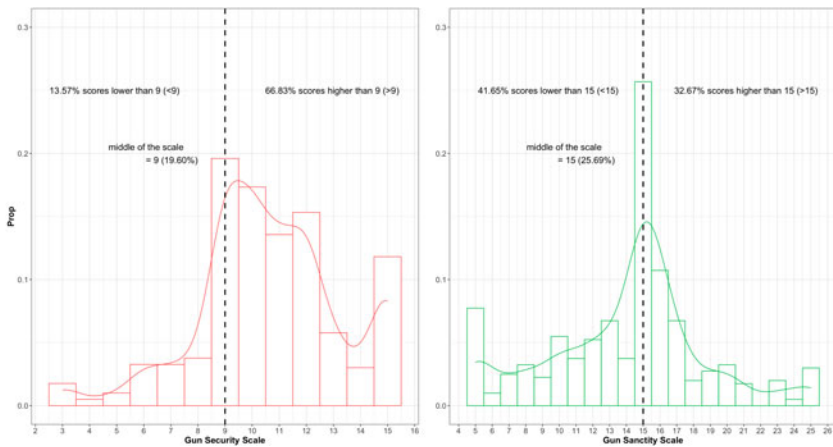 0.3
0.2
0.1
0.0
Prop
13.57% scores lower than 9 (<9)
66.83% scores higher than 9 (>9)
middle of the scale
= 9 (19.60%)
2 3 4 5 6 7 8 9 10 11 12 13 14 15 16
Gun Security Scale
0.3
0.2
0.1
0.0
41.65% scores lower than 15 (<15)
32.67% scores higher than 15 (>15)
middle of the scale
= 15 (25.69%)
4 5 6 7 8 9 10 11 12 13 14 15 16 17 18 19 20 21 22 23 24 25 26
Gun Sanctity Scale